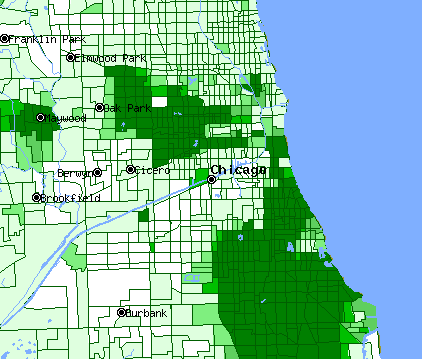 Franklin Park
Elmwood Park
Oak Park
Maywood
Chicago
Berwyn
Cicero
Brookfield
Burbank